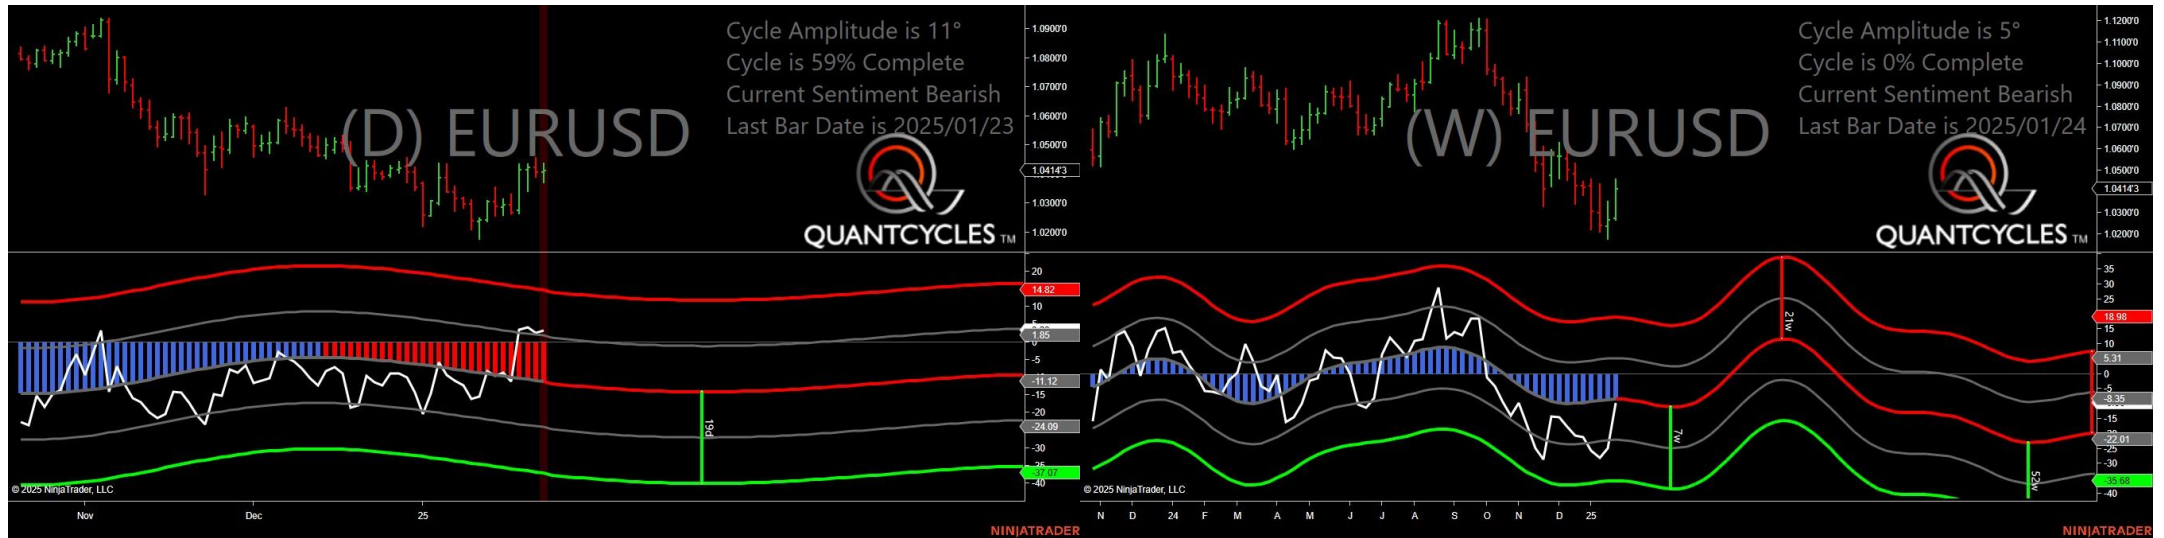 Cycle Amplitude is 11°
Cycle is 59% Complete
Current Sentiment Bearish
Last Bar Date is 2025/01/23
(D) EURUSD
QUANTCYCLES TM
1.0900'0
1.0800'0
1.0700'0
1.0600'0
1.0500'0
1.0414'3
1.0300'0
1.0200'0
20
14.82
10
1.85
0
-5
-11.12
-15
-20
-24.09
-30
-37.07
-40
19d
© 2025 NinjaTrader, LLC
Nov Dec 25
NINJATRADER
Cycle Amplitude is 5°
Cycle is 0% Complete
Current Sentiment Bearish
Last Bar Date is 2025/01/24
(W) EURUSD
QUANTCYCLES TM
1.1200'0
1.1100'0
1.1000'0
1.0900'0
1.0800'0
1.0700'0
1.0600'0
1.0500'0
1.0414'3
1.0300'0
1.0200'0
35
30
25
18.98
15
10
5.31
0
-5
-8.35
-15
-22.01
-25
-30
-35.68
-40
21w
7w
52w
© 2025 NinjaTrader, LLC
N D 24 F M A M J J A S O N D 25
NINJATRADER